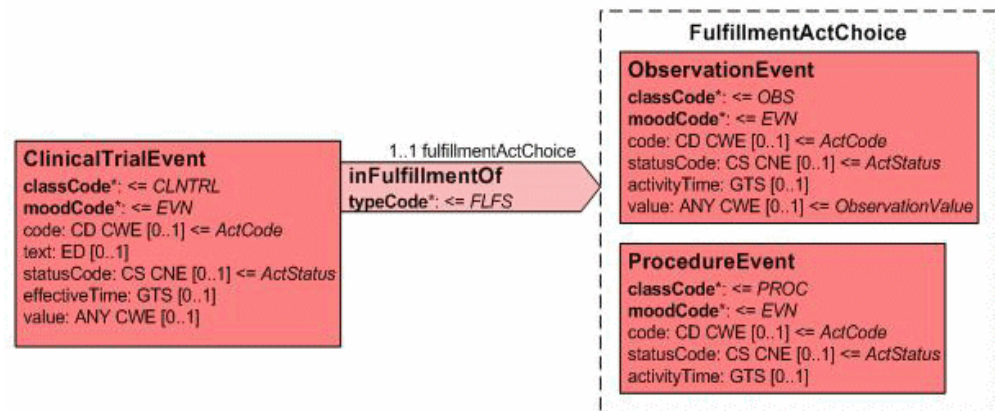 FulfillmentActChoice
ObservationEvent
classCode*: <= OBS
moodCode*: <= EVN
code: CD CWE [0..1] <= ActCode
statusCode: CS CNE [0..1] <= ActStatus
activityTime: GTS [0..1]
value: ANY CWE [0..1] <= ObservationValue
1..1 fulfillmentActChoice
inFulfillmentOf
typeCode*: <= FLFS
ClinicalTrialEvent
classCode*: <= CLNTRL
moodCode*: <= EVN
code: CD CWE [0..1] <= ActCode
text: ED [0..1]
statusCode: CS CNE [0..1] <= ActStatus
effectiveTime: GTS [0..1]
value: ANY CWE [0..1]
ProcedureEvent
classCode*: <= PROC
moodCode*: <= EVN
code: CD CWE [0..1] <= ActCode
statusCode: CS CNE [0..1] <= ActStatus
activityTime: GTS [0..1]